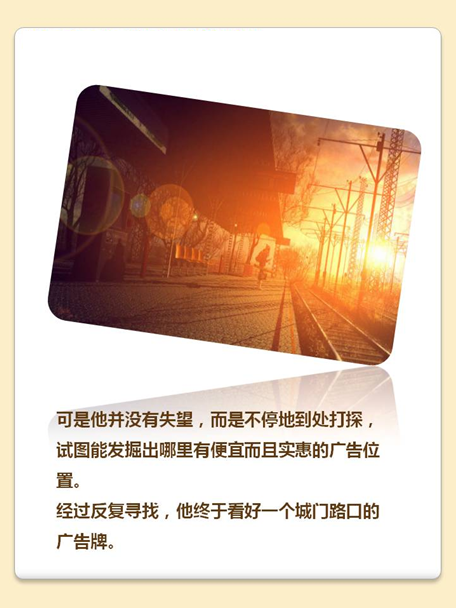 可是他并没有失望，而是不停地到处打探，
试图能发掘出哪里有便宜而且实惠的广告位
置。
经过反复寻找，他终于看好一个城门路口的
广告牌。